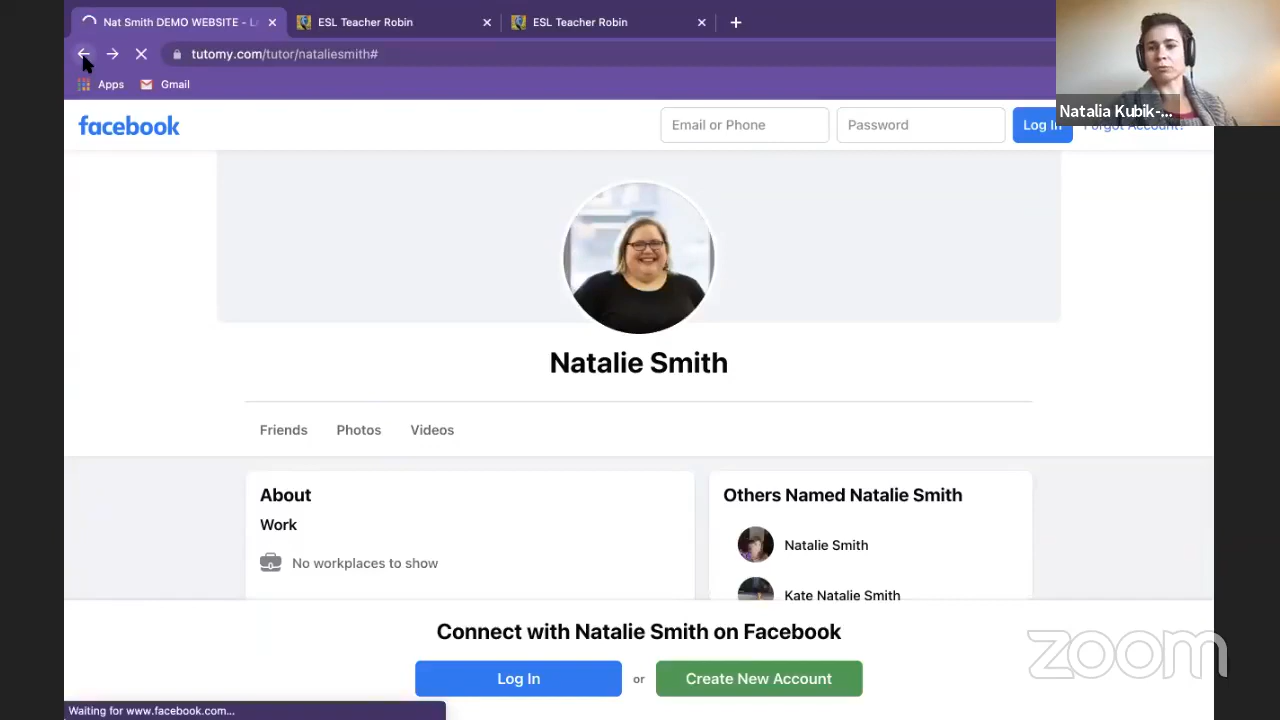 Nat Smith DEMO WEBSITE - L
ESL Teacher Robin
ESL Teacher Robin
tutomy.com/tutor/nataliesmith#
Apps
Gmail
Natalia Kubik-...
facebook
Email or Phone
Password
Log In
Forgot Account?
Natalie Smith
Friends
Photos
Videos
About
Work
No workplaces to show
Others Named Natalie Smith
Natalie Smith
Kate Natalie Smith
Connect with Natalie Smith on Facebook
Log In
or
Create New Account
zoom
Waiting for www.facebook.com...